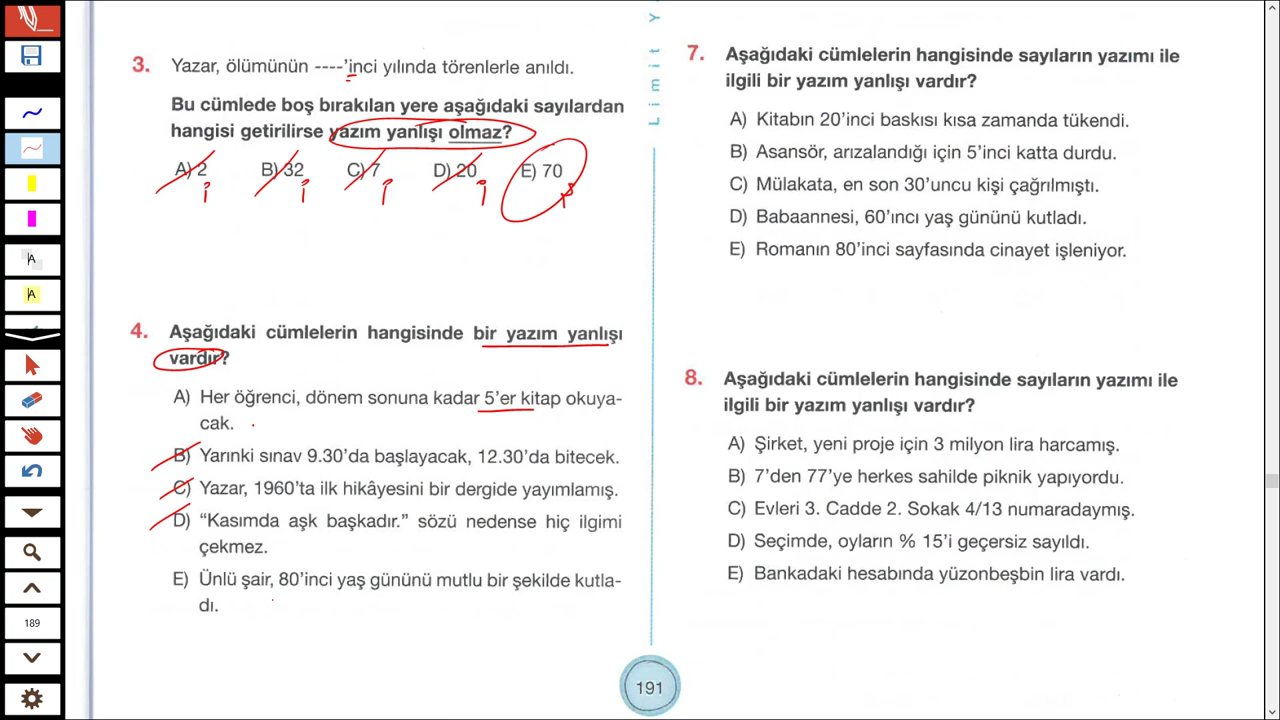 3. Yazar, ölümünün ----'inci yılında törenlerle anıldı.
Bu cümlede boş bırakılan yere aşağıdaki sayılardan
hangisi getirilirse yazım yanlışı olmaz?
A) 2 B) 32 C) 7 D) 20 E) 70
i i i i
4. Aşağıdaki cümlelerin hangisinde bir yazım yanlışı
vardır?
A) Her öğrenci, dönem sonuna kadar 5'er kitap okuya-
cak.
B) Yarınki sınav 9.30'da başlayacak, 12.30'da bitecek.
C) Yazar, 1960'ta ilk hikâyesini bir dergide yayımlamış.
D) “Kasımda aşk başkadır.” sözü nedense hiç ilgimi
çekmez.
E) Ünlü şair, 80'inci yaş gününü mutlu bir şekilde kutla-
dı.
Limit Y
7. Aşağıdaki cümlelerin hangisinde sayıların yazımı ile
ilgili bir yazım yanlışı vardır?
A) Kitabın 20'inci baskısı kısa zamanda tükendi.
B) Asansör, arızalandığı için 5'inci katta durdu.
C) Mülakata, en son 30'uncu kişi çağrılmıştı.
D) Babaannesi, 60'ıncı yaş gününü kutladı.
E) Romanın 80'inci sayfasında cinayet işleniyor.
8. Aşağıdaki cümlelerin hangisinde sayıların yazımı ile
ilgili bir yazım yanlışı vardır?
A) Şirket, yeni proje için 3 milyon lira harcamış.
B) 7'den 77'ye herkes sahilde piknik yapıyordu.
C) Evleri 3. Cadde 2. Sokak 4/13 numaradaymış.
D) Seçimde, oyların % 15'i geçersiz sayıldı.
E) Bankadaki hesabında yüzonbeşbin lira vardı.
191
A
A
189